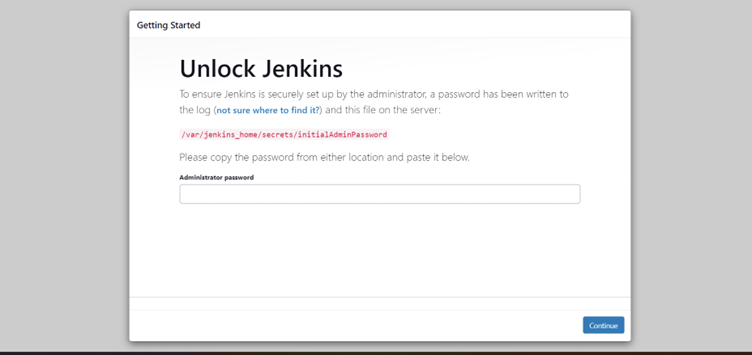 Getting Started
Unlock Jenkins
To ensure Jenkins is securely set up by the administrator, a password has been written to
the log (not sure where to find it?) and this file on the server:
/var/jenkins_home/secrets/initialAdminPassword
Please copy the password from either location and paste it below.
Administrator password
Continue